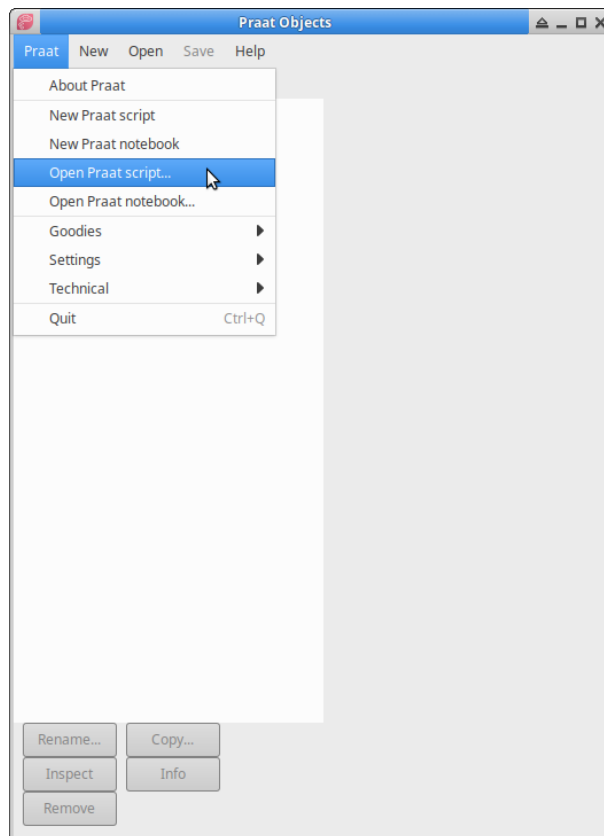 Praat Objects
Praat New Open Save Help
About Praat
New Praat script
New Praat notebook
Open Praat script...
Open Praat notebook...
Goodies
Settings
Technical
Quit Ctrl+Q
Rename... Copy...
Inspect Info
Remove